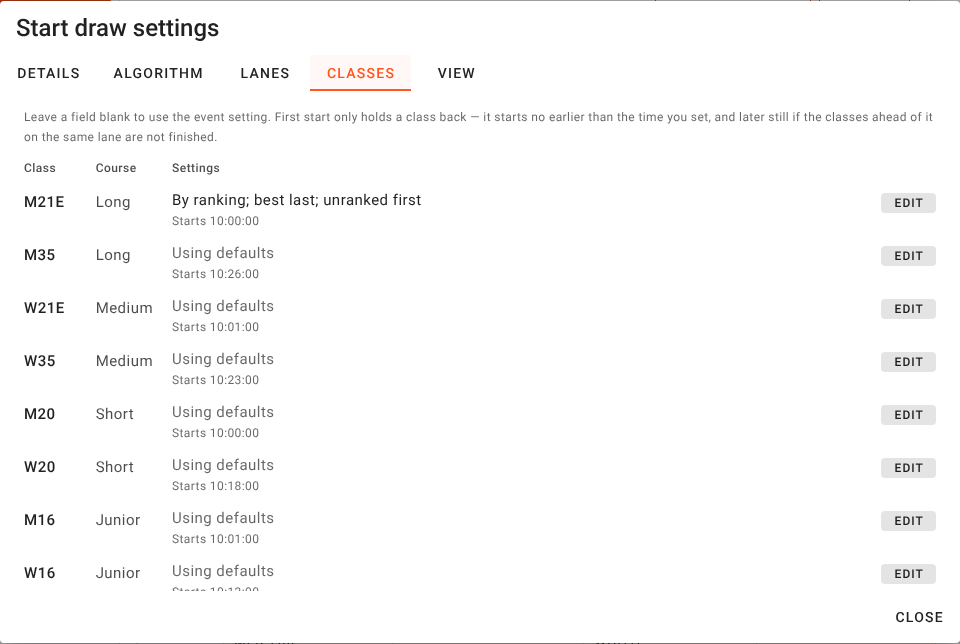 Start draw settings
DETAILS ALGORITHM LANES CLASSES VIEW
Leave a field blank to use the event setting. First start only holds a class back — it starts no earlier than the time you set, and later still if the classes ahead of it
on the same lane are not finished.
Class Course Settings
M21E Long By ranking; best last; unranked first EDIT
Starts 10:00:00
M35 Long Using defaults EDIT
Starts 10:26:00
W21E Medium Using defaults EDIT
Starts 10:01:00
W35 Medium Using defaults EDIT
Starts 10:23:00
M20 Short Using defaults EDIT
Starts 10:00:00
W20 Short Using defaults EDIT
Starts 10:18:00
M16 Junior Using defaults EDIT
Starts 10:01:00
W16 Junior Using defaults EDIT
CLOSE